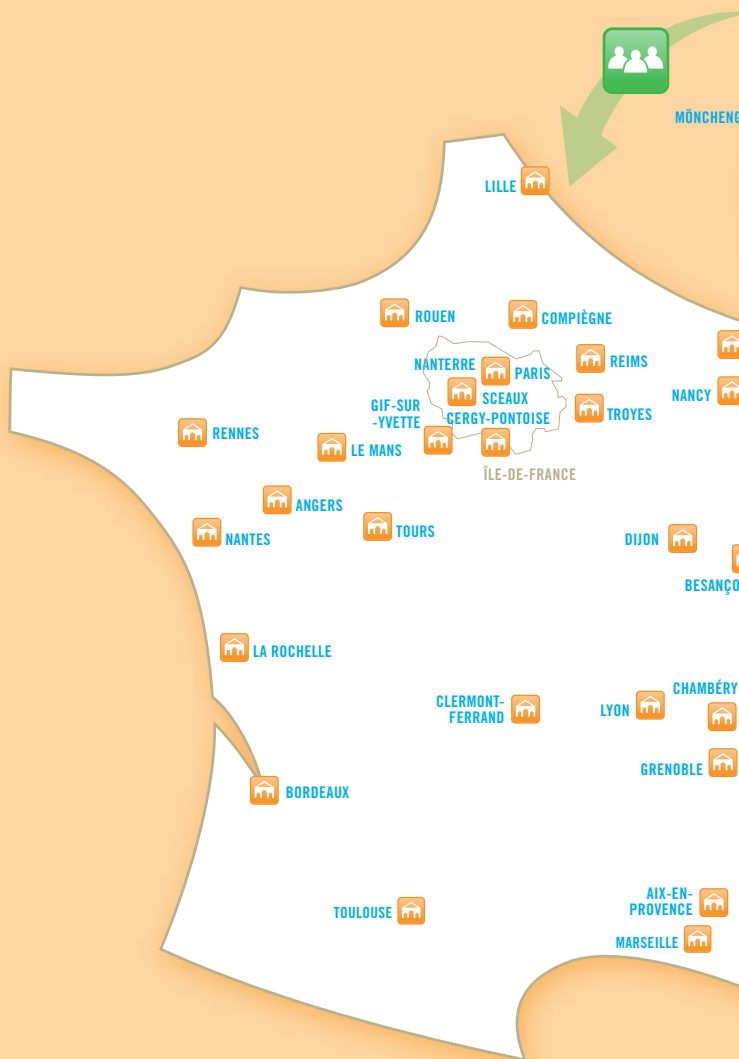 MÖNCHENG
LILLE
ROUEN
COMPIÈGNE
NANTERRE
PARIS
REIMS
SCEAUX
NANCY
GIF-SUR
-YVETTE
CERGY-PONTOISE
TROYES
RENNES
LE MANS
ÎLE-DE-FRANCE
ANGERS
NANTES
TOURS
DIJON
BESANÇO
LA ROCHELLE
CHAMBÉRY
CLERMONT-
FERRAND
LYON
GRENOBLE
BORDEAUX
AIX-EN-
PROVENCE
TOULOUSE
MARSEILLE